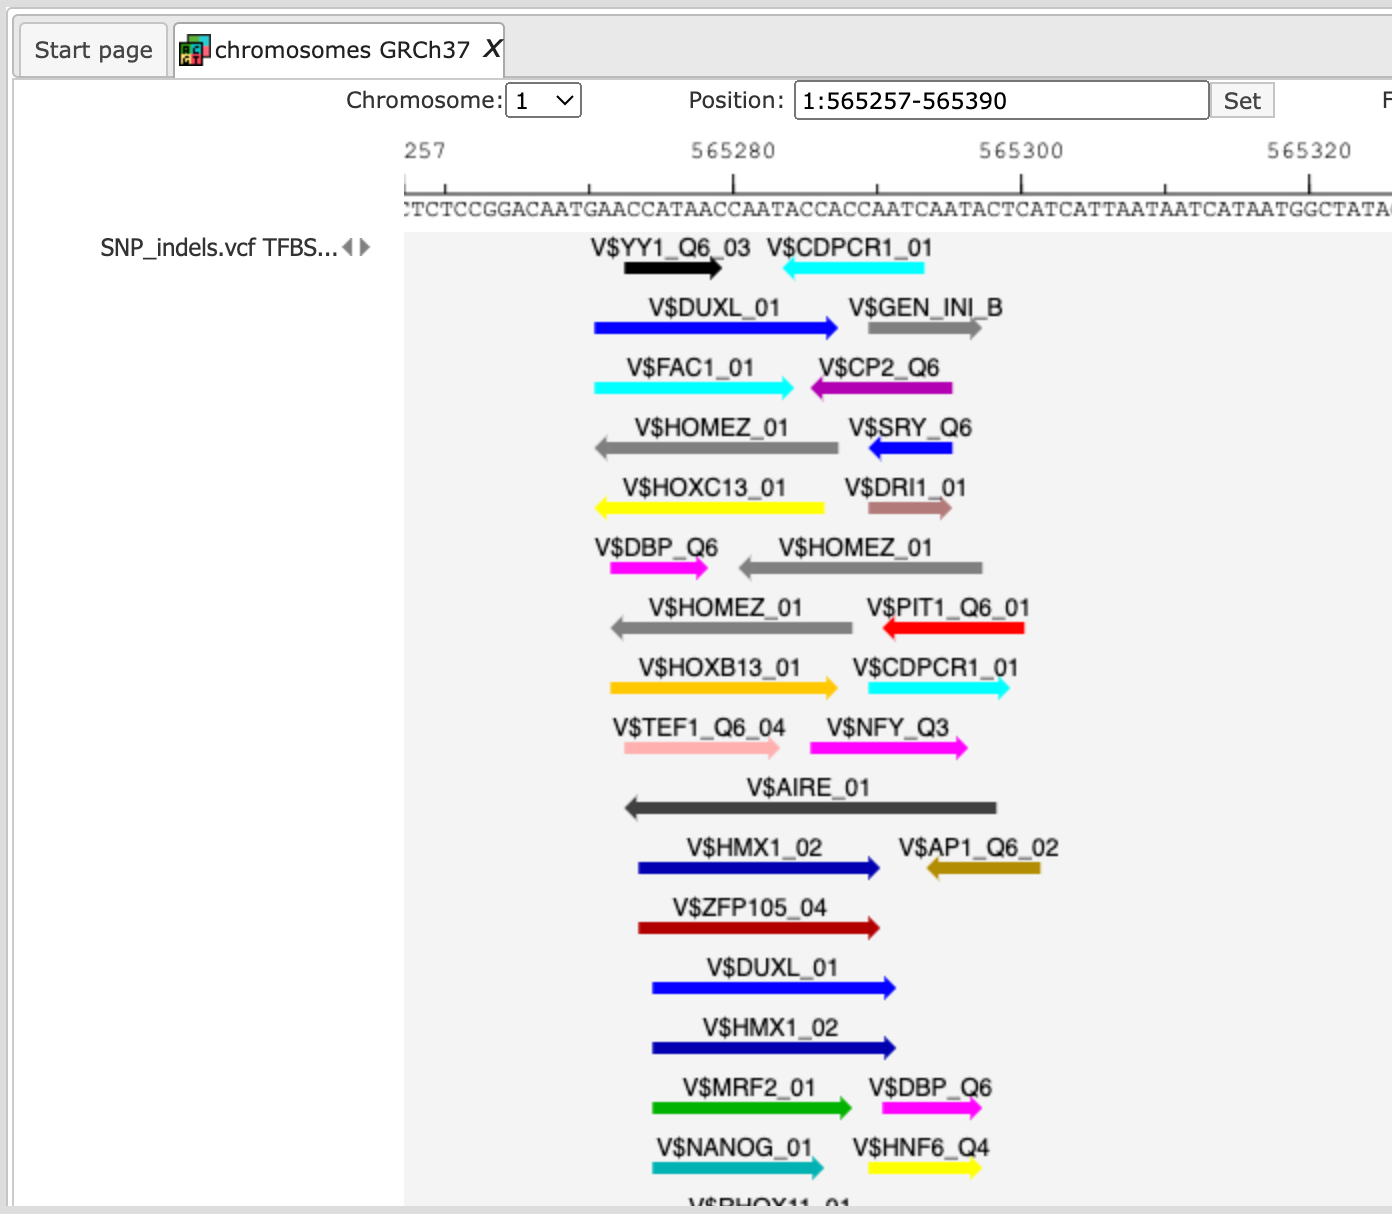 Start page
chromosomes GRCh37 X
Chromosome: 1 Position: 1:565257-565390 Set F
257 565280 565300 565320
CTCTCCGGACAATGAACCATAACCAATACCACCAATCAATACTCATCATTAATAATCATAATGGCTATA
SNP_indels.vcf TFBS...
V$YY1_Q6_03 V$CDPCR1_01
V$DUXL_01 V$GEN_INI_B
V$FAC1_01 V$CP2_Q6
V$HOMEZ_01 V$SRY_Q6
V$HOXC13_01 V$DRI1_01
V$DBP_Q6 V$HOMEZ_01
V$HOMEZ_01 V$PIT1_Q6_01
V$HOXB13_01 V$CDPCR1_01
V$TEF1_Q6_04 V$NFY_Q3
V$AIRE_01
V$HMX1_02 V$AP1_Q6_02
V$ZFP105_04
V$DUXL_01
V$HMX1_02
V$MRF2_01 V$DBP_Q6
V$NANOG_01 V$HNF6_Q4